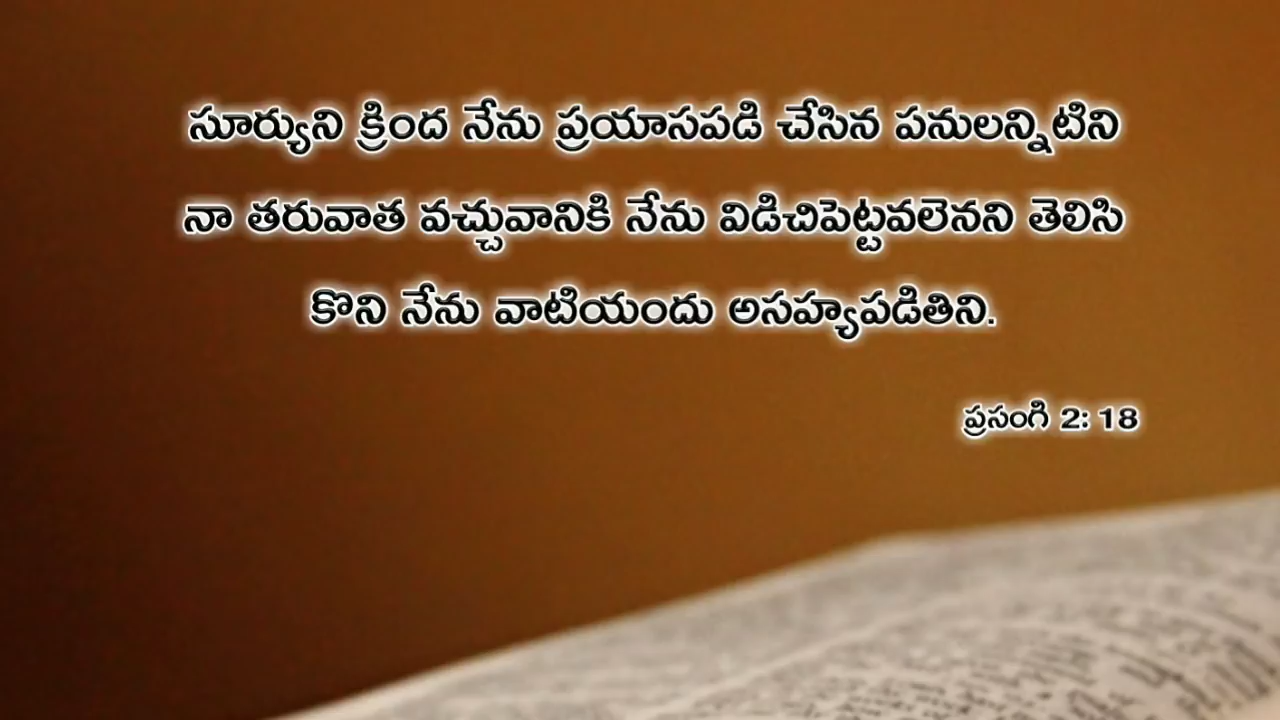 సూర్యుని క్రింద నేను ప్రయాసపడి చేసిన పనులన్నిటిని
నా తరువాత వచ్చువానికి నేను విడిచిపెట్టవలెనని తెలిసి
కొని నేను వాటియందు అసహ్యపడితిని.
ప్రసంగి 2: 18